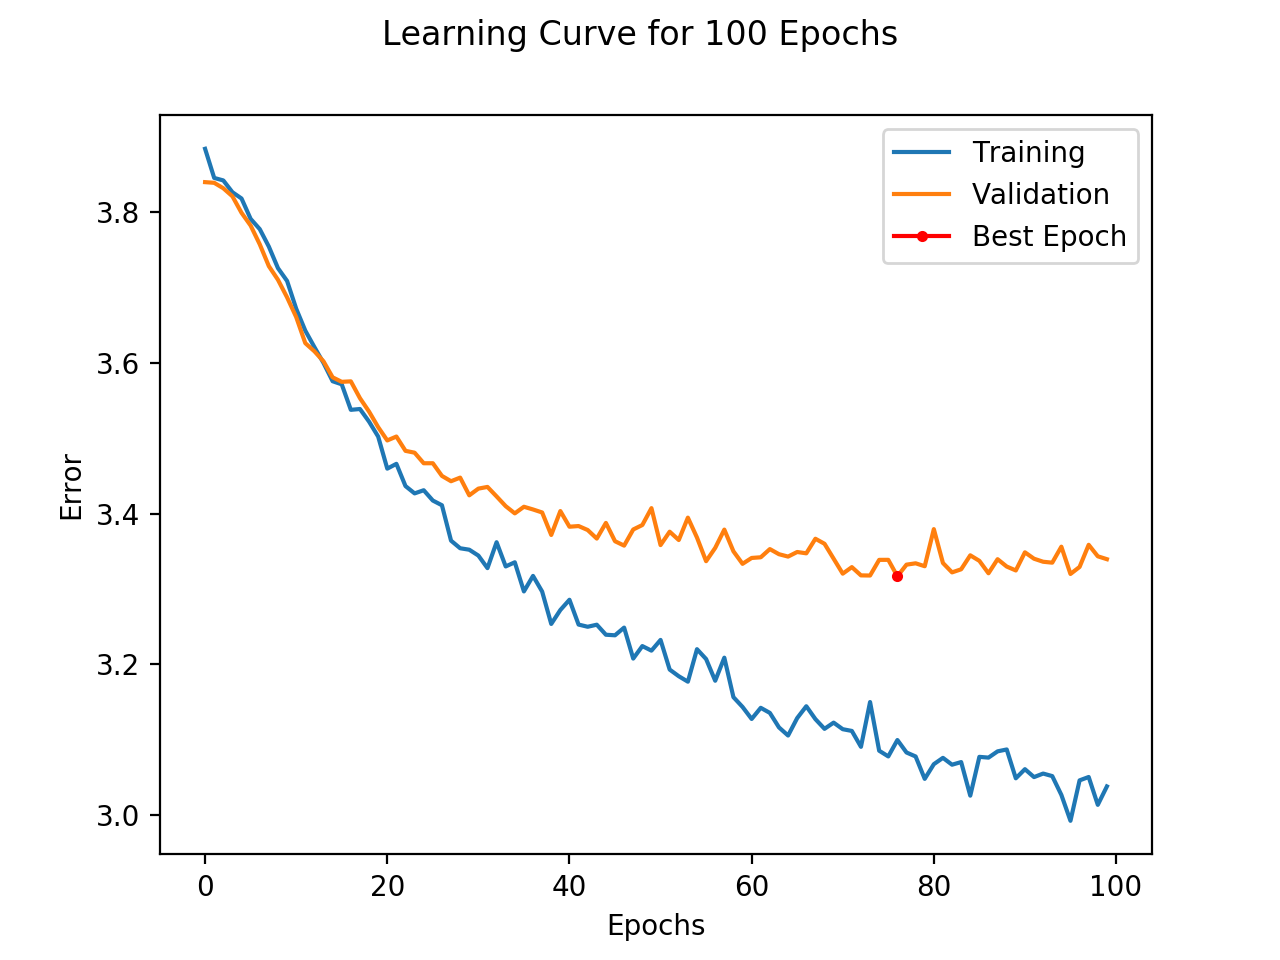 Learning Curve for 100 Epochs
Training
Validation
Best Epoch
3.8
3.6
3.4
3.2
3.0
Error
0 20 40 60 80 100
Epochs